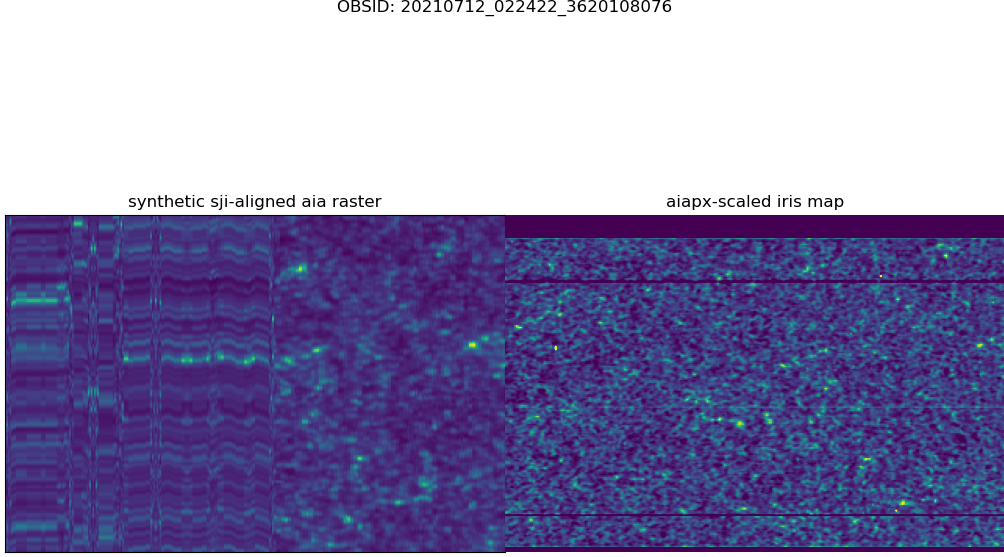 OBSID: 20210712_022422_3620108076
synthetic sji-aligned aia raster
aiapx-scaled iris map